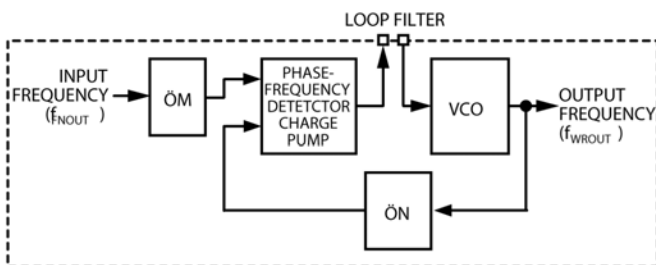 LOOP FILTER
INPUT
FREQUENCY
(fNOUT )
ÖM
PHASE-
FREQUENCY
DETETCTOR
CHARGE
PUMP
VCO
OUTPUT
FREQUENCY
(fWROUT )
ÖN